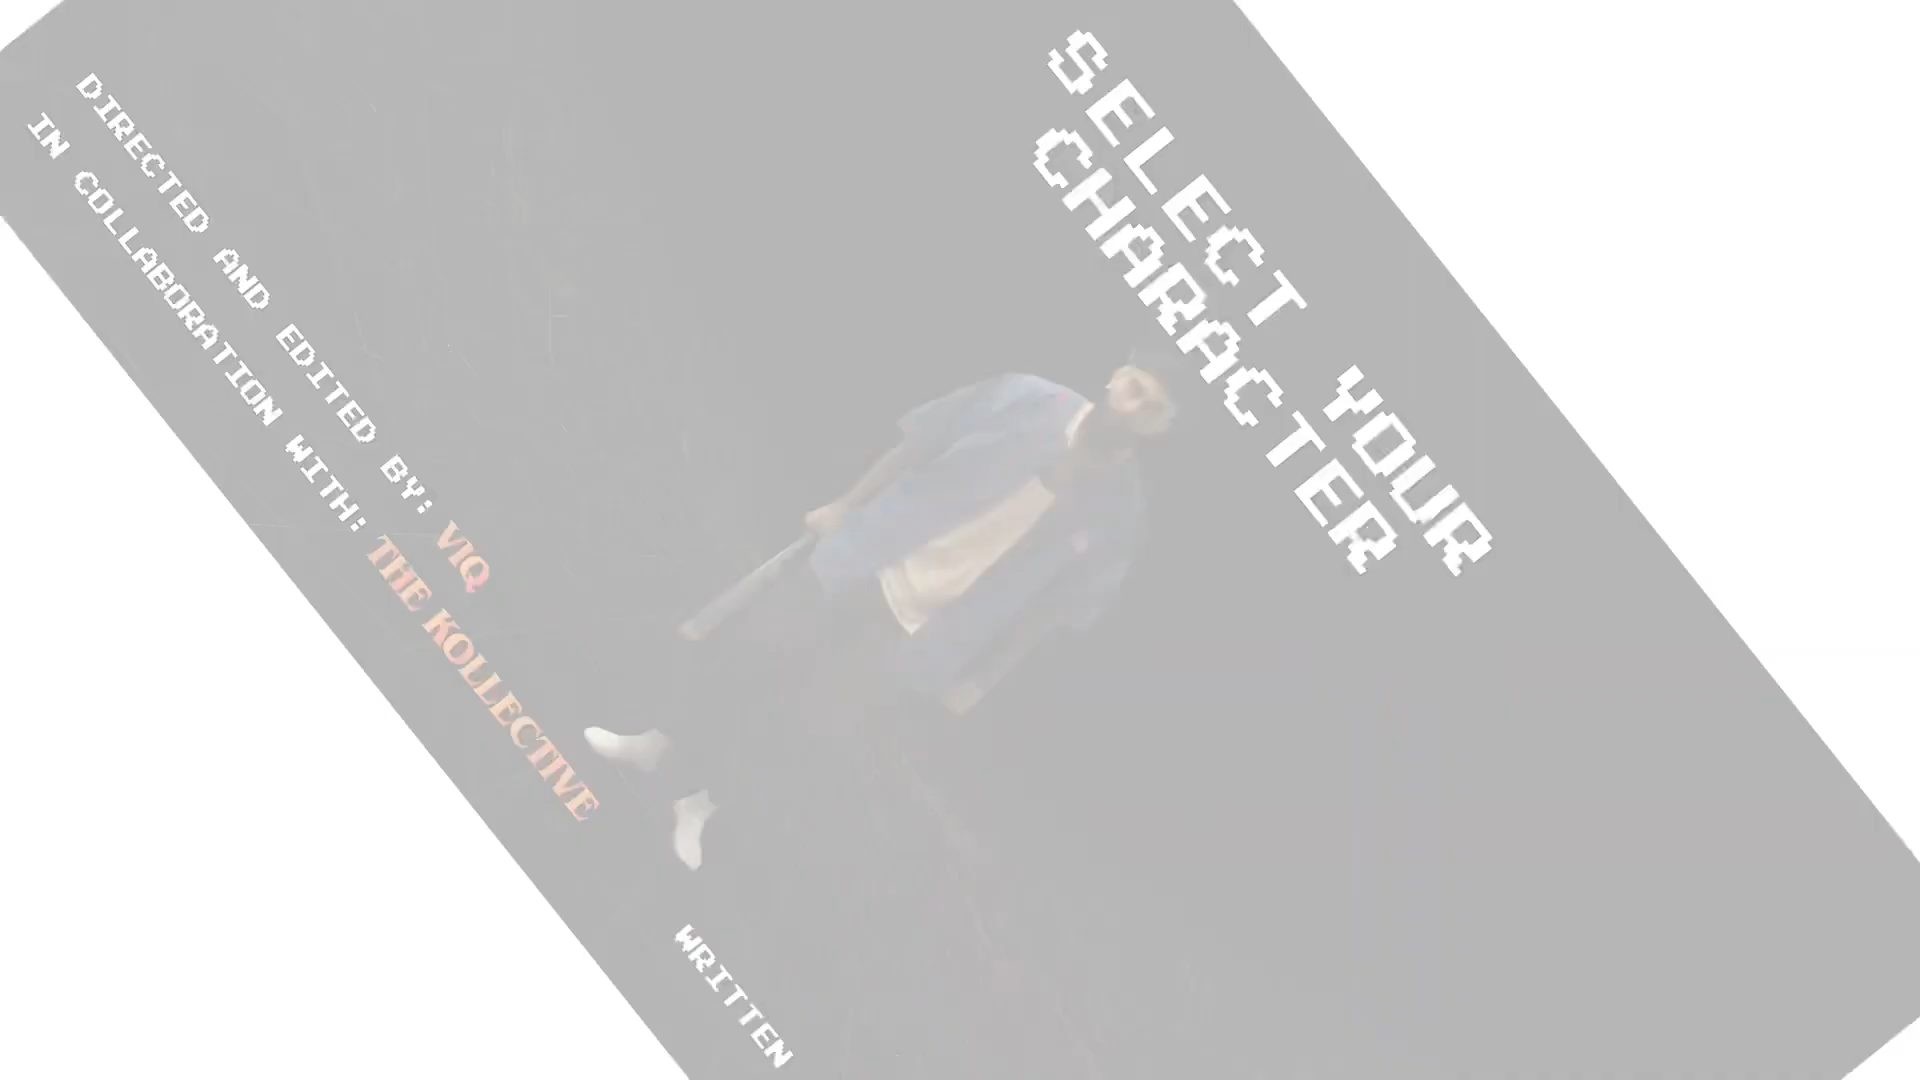 SELECT YOUR
CHARACTER
DIRECTED AND EDITED BY: VIQ
IN COLLABORATION WITH: THE KOLLECTIVE
WRITTEN